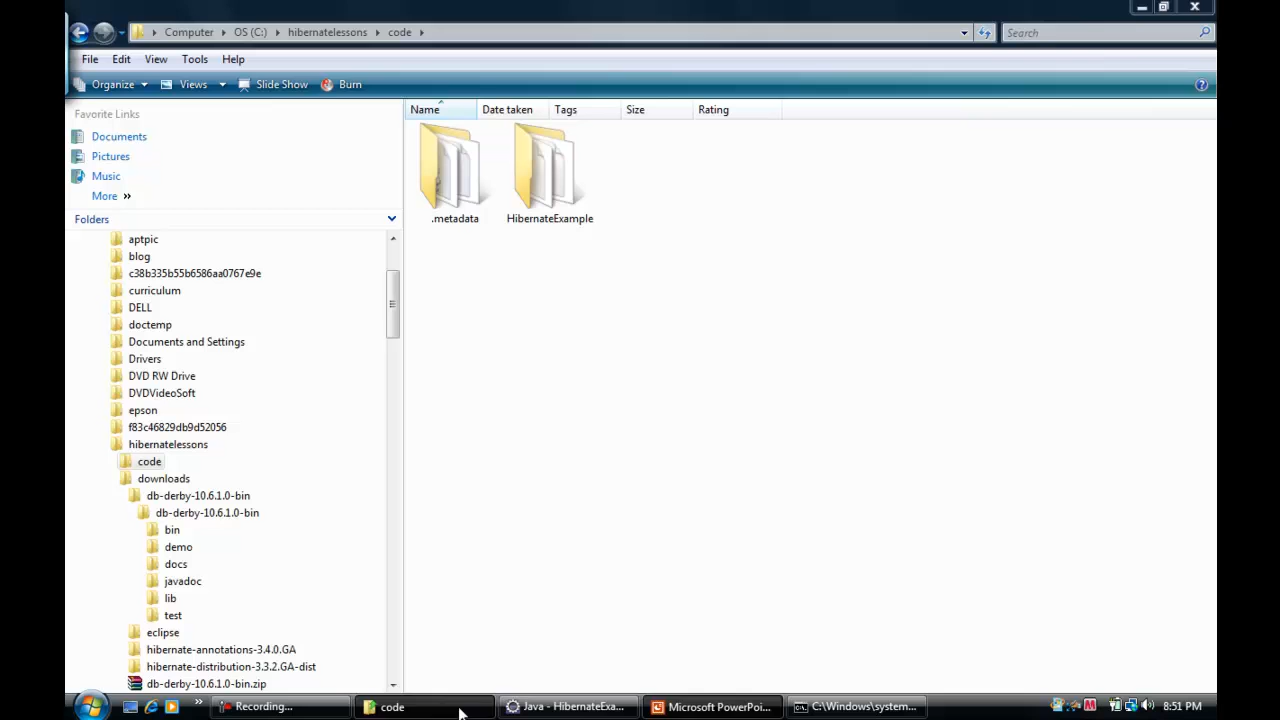 Computer
OS (C:)
hibernatelessons
code
Search
File
Edit
View
Tools
Help
Organize
Views
Slide Show
Burn
Favorite Links
Documents
Pictures
Music
More »
Folders
aptpic
blog
c38b335b55b6586aa0767e9e
curriculum
DELL
doctemp
Documents and Settings
Drivers
DVD RW Drive
DVDVideoSoft
epson
f83c46829db9d52056
hibernatelessons
code
downloads
db-derby-10.6.1.0-bin
db-derby-10.6.1.0-bin
bin
demo
docs
javadoc
lib
test
eclipse
hibernate-annotations-3.4.0.GA
hibernate-distribution-3.3.2.GA-dist
db-derby-10.6.1.0-bin.zip
Name
Date taken
Tags
Size
Rating
.metadata
HibernateExample
Recording...
code
Java - HibernateExa...
Microsoft PowerPoi...
C:\Windows\system...
8:51 PM